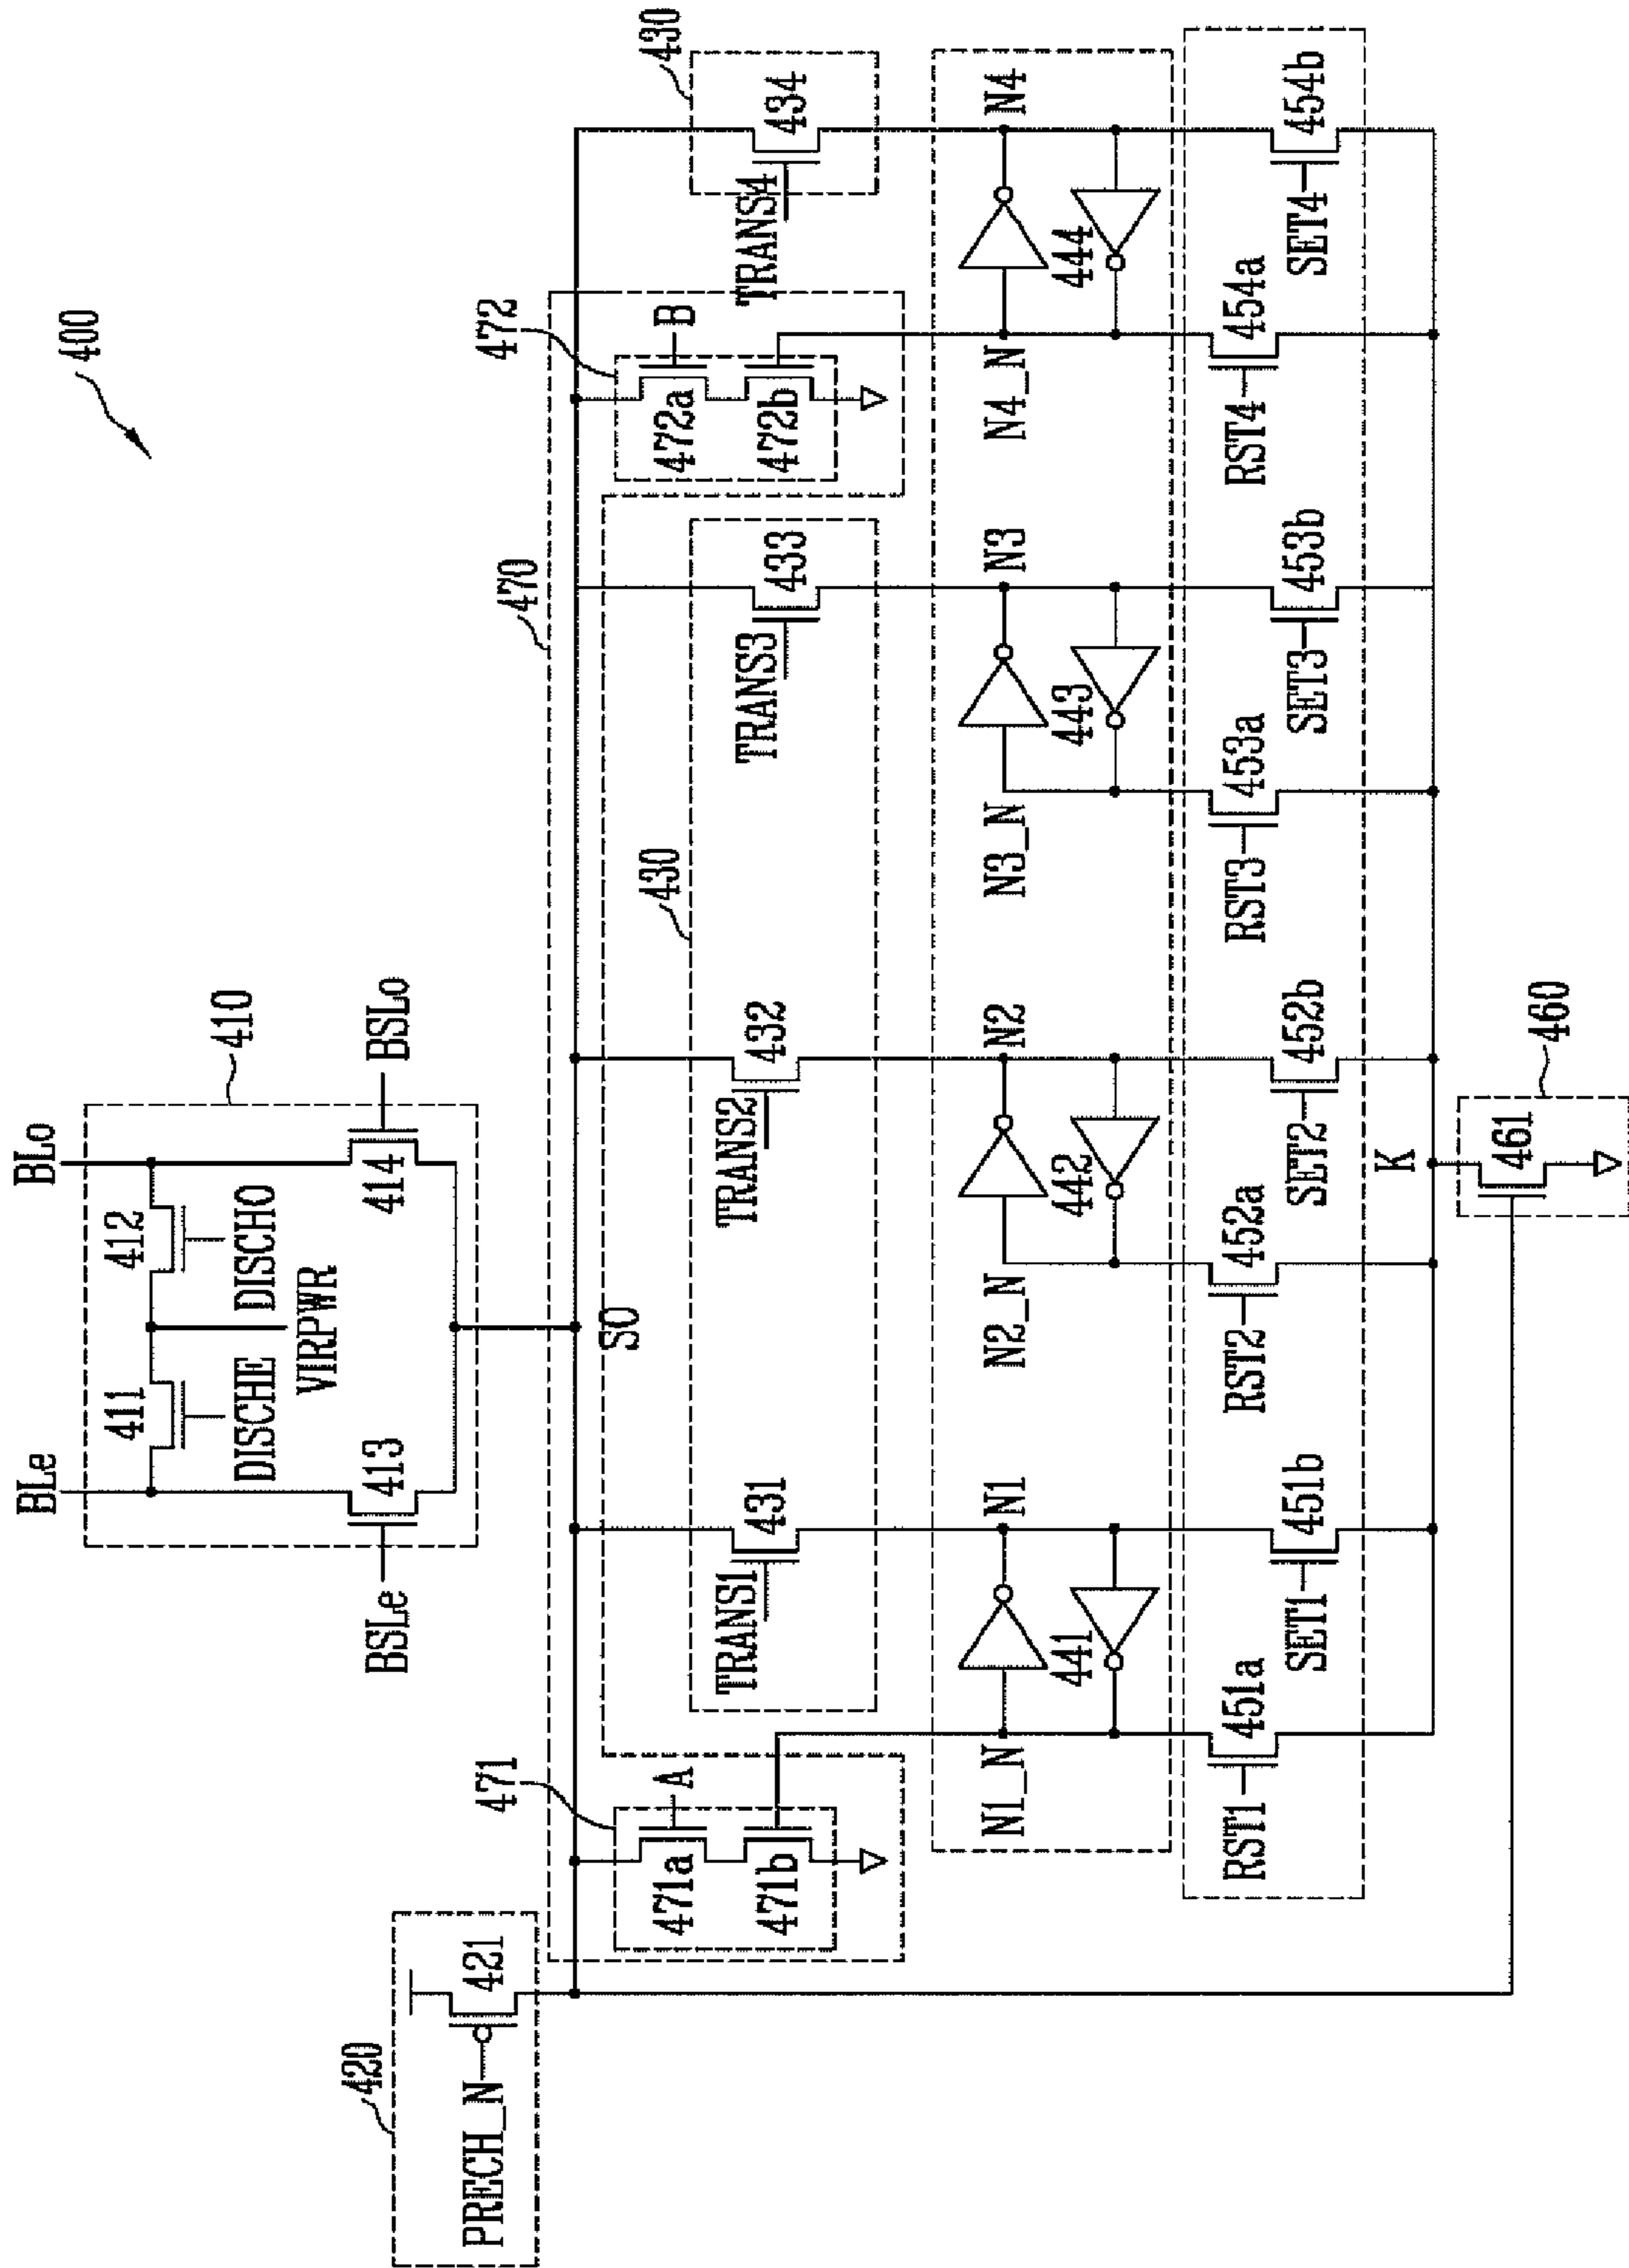 400
BLe
BLo
410
411
412
DISCHE
DISCHO
VIRPWR
BSLe
413
414
BSLo
420
PRECH_N
421
SO
470
471
471a
A
471b
472
472a
B
472b
430
430
TRANS1
431
TRANS2
432
TRANS3
433
TRANS4
434
N1_N
N1
N2_N
N2
N3_N
N3
N4_N
N4
441
442
443
444
RST1
451a
SET1
451b
RST2
452a
SET2
452b
RST3
453a
SET3
453b
RST4
454a
SET4
454b
K
460
461